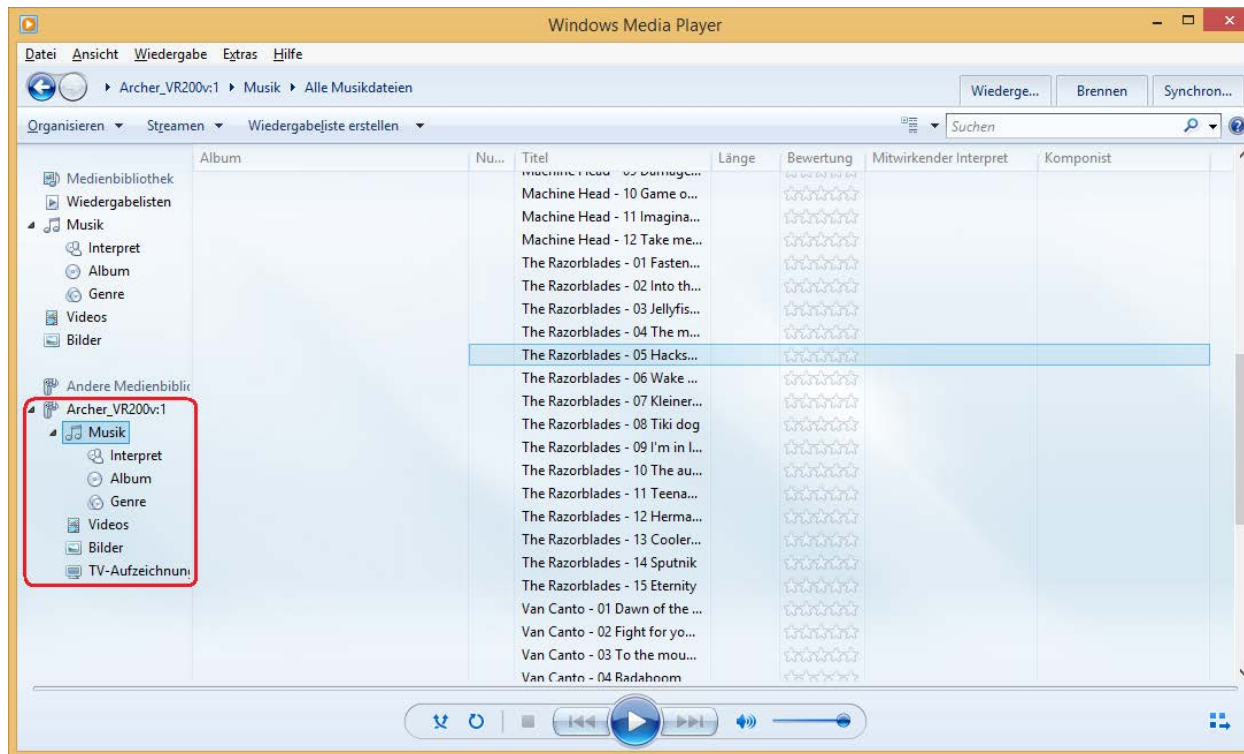 Windows Media Player
Datei Ansicht Wiedergabe Extras Hilfe
Archer_VR200v:1 Musik Alle Musikdateien
Wiederge... Brennen Synchron...
Organisieren Streamen Wiedergabeliste erstellen Suchen
Album Nu... Titel Länge Bewertung Mitwirkender Interpret Komponist
Medienbibliothek
Wiedergabelisten
Musik
Interpret
Album
Genre
Videos
Bilder
Andere Medienbiblic
Archer_VR200v:1
Musik
Interpret
Album
Genre
Videos
Bilder
TV-Aufzeichnun
Machine Head - 10 Game o...
Machine Head - 11 Imagina...
Machine Head - 12 Take me...
The Razorblades - 01 Fasten...
The Razorblades - 02 Into th...
The Razorblades - 03 Jellyfis...
The Razorblades - 04 The m...
The Razorblades - 05 Hacks...
The Razorblades - 06 Wake ...
The Razorblades - 07 Kleiner...
The Razorblades - 08 Tiki dog
The Razorblades - 09 I'm in l...
The Razorblades - 10 The au...
The Razorblades - 11 Teena...
The Razorblades - 12 Herma...
The Razorblades - 13 Cooler...
The Razorblades - 14 Sputnik
The Razorblades - 15 Eternity
Van Canto - 01 Dawn of the ...
Van Canto - 02 Fight for yo...
Van Canto - 03 To the mou...
Van Canto - 04 Badaboom